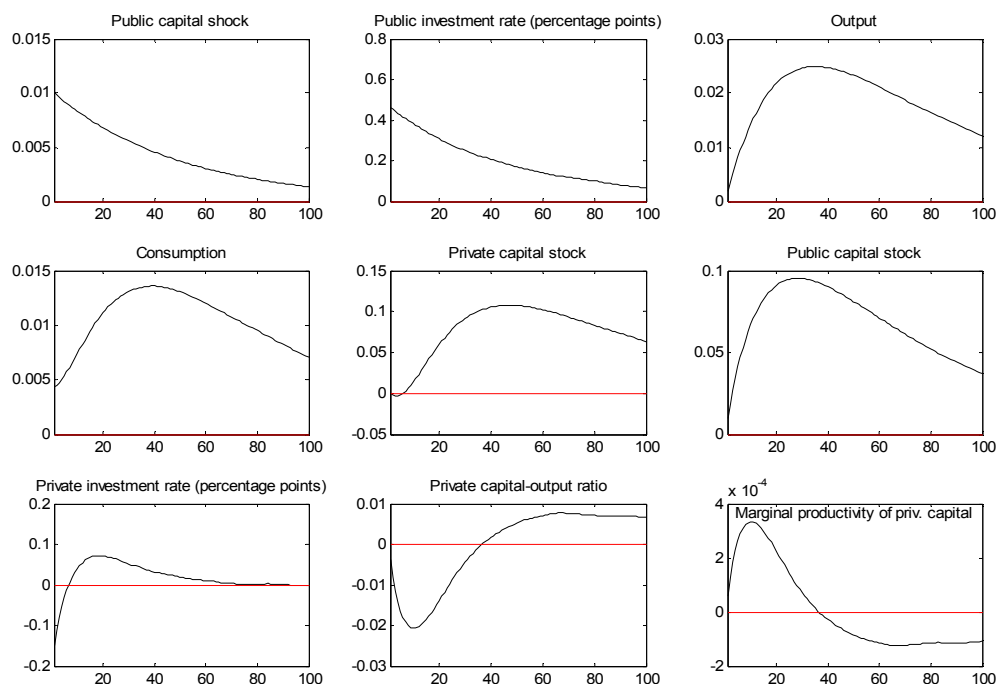 Public capital shock
0.015
0.01
0.005
0
20 40 60 80 100
Public investment rate (percentage points)
0.8
0.6
0.4
0.2
0
20 40 60 80 100
Output
0.03
0.02
0.01
0
20 40 60 80 100
Consumption
0.015
0.01
0.005
0
20 40 60 80 100
Private capital stock
0.15
0.1
0.05
0
-0.05
20 40 60 80 100
Public capital stock
0.1
0.05
0
20 40 60 80 100
Private investment rate (percentage points)
0.2
0.1
0
-0.1
-0.2
20 40 60 80 100
Private capital-output ratio
0.01
0
-0.01
-0.02
-0.03
20 40 60 80 100
x 10-4
Marginal productivity of priv. capital
4
2
0
-2
20 40 60 80 100